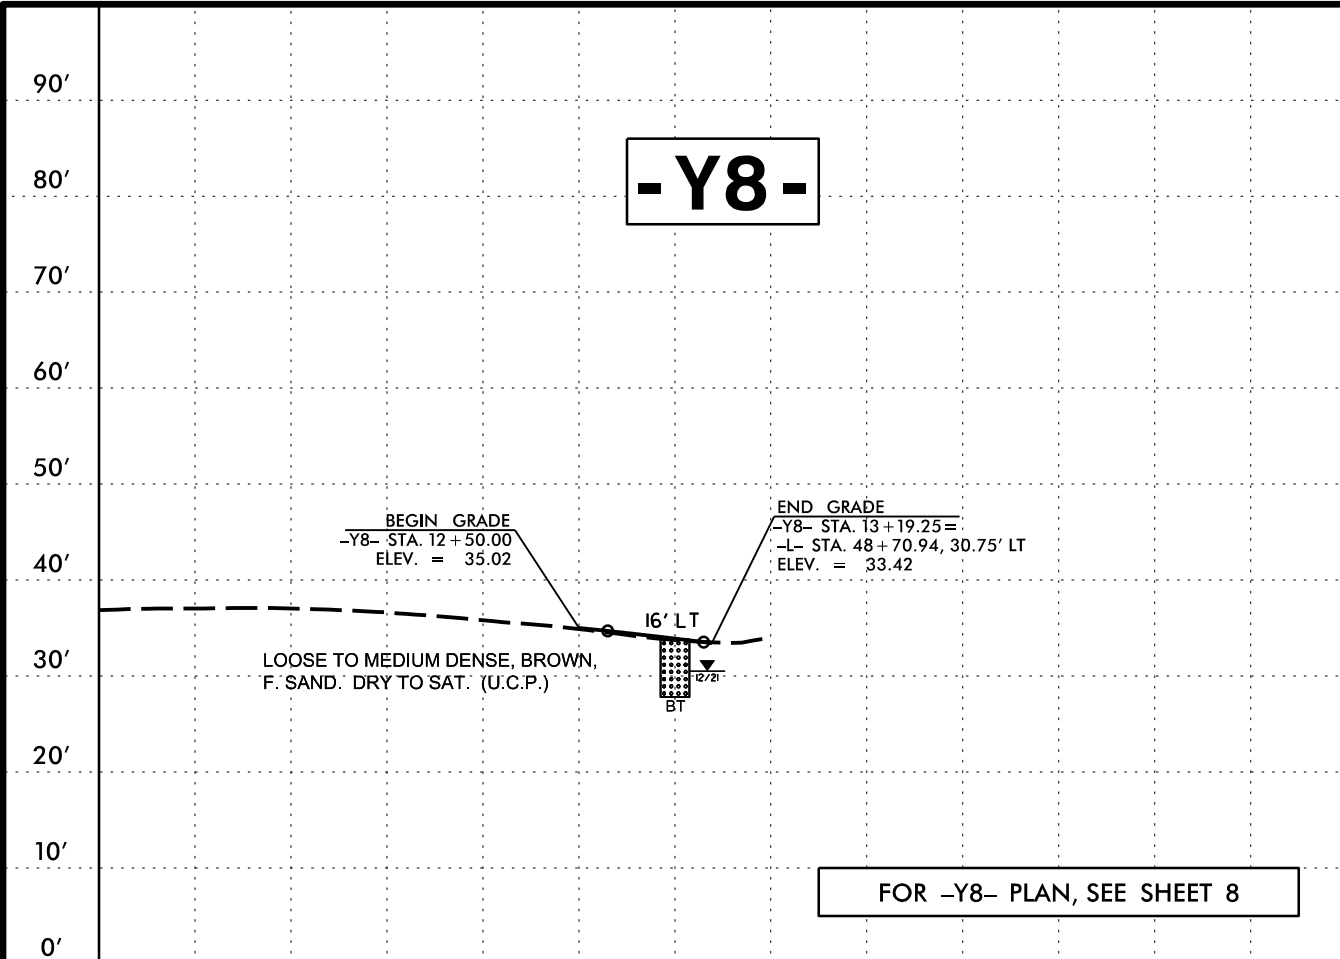 90'
80'
70'
60'
50'
40'
30'
20'
10'
0'
-Y8-
BEGIN GRADE
-Y8- STA. 12+50.00
ELEV. = 35.02
END GRADE
-Y8- STA. 13+19.25=
-L- STA. 48+70.94, 30.75' LT
ELEV. = 33.42
16' LT
LOOSE TO MEDIUM DENSE, BROWN,
F. SAND. DRY TO SAT. (U.C.P.)
12/21
BT
FOR -Y8- PLAN, SEE SHEET 8